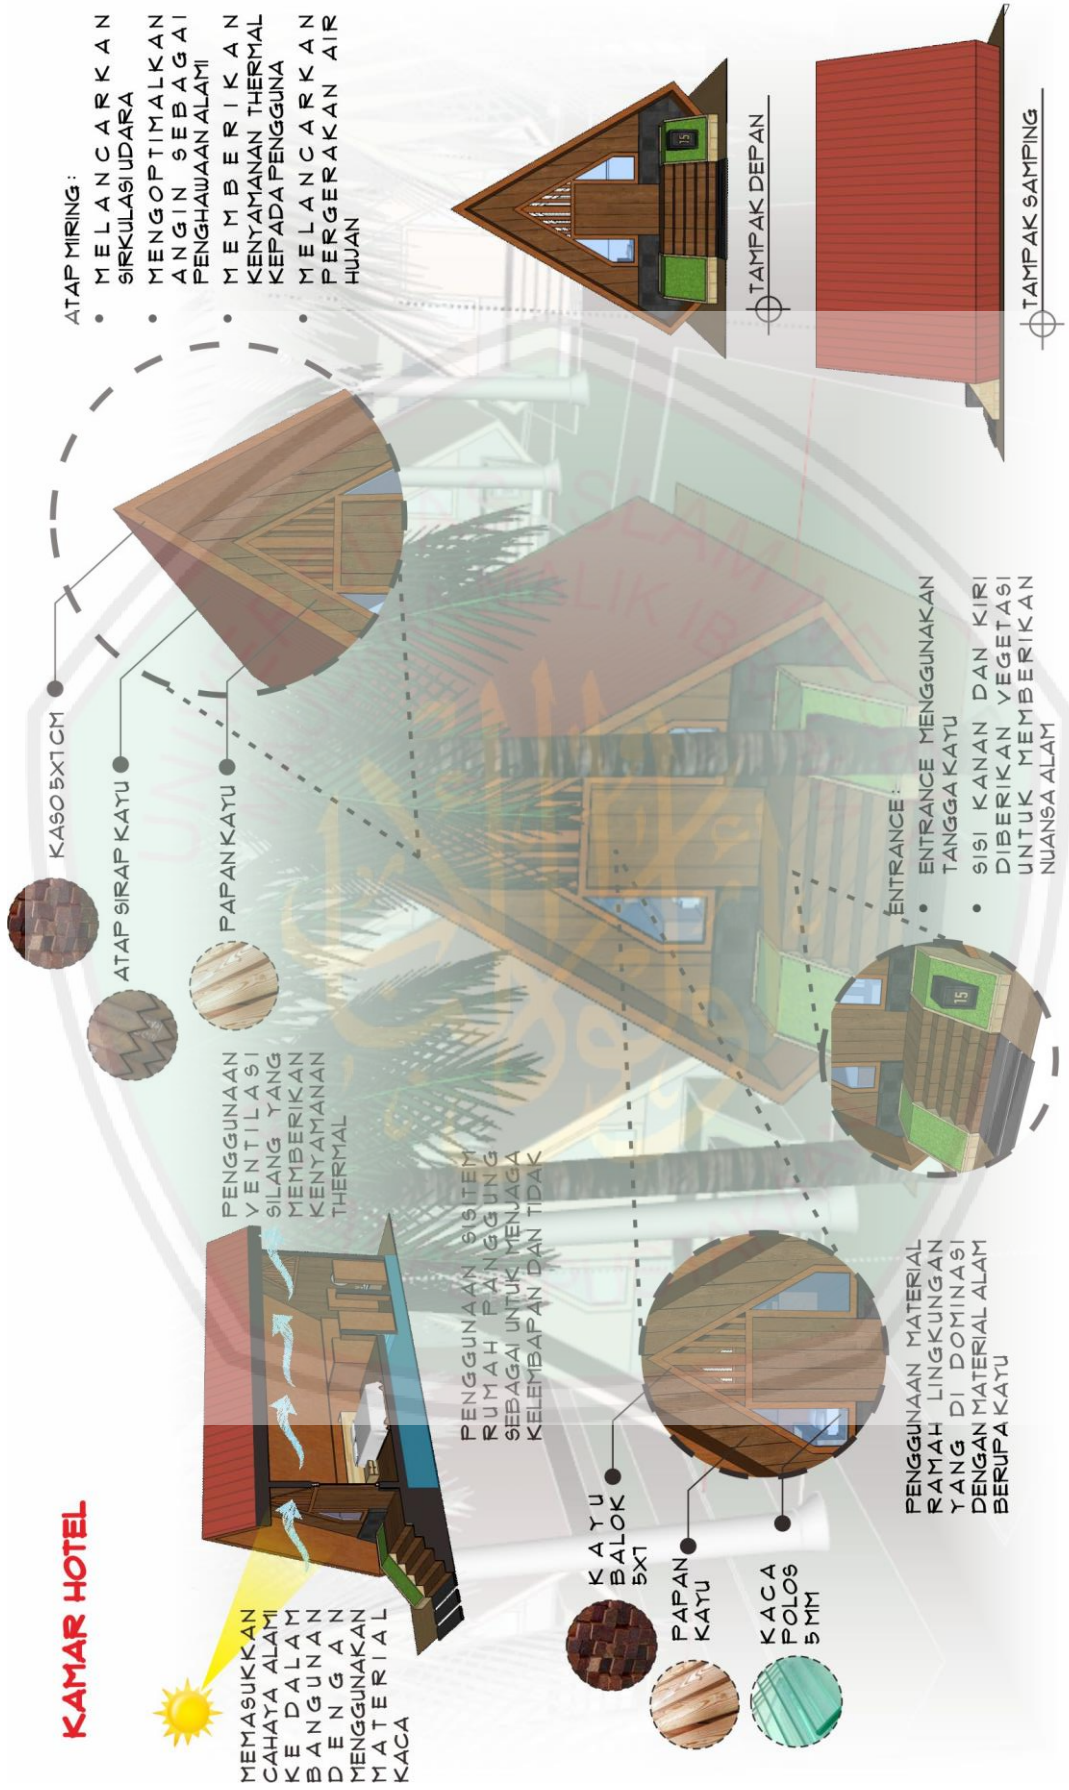 KAMAR HOTEL
MEMASUKKAN
CAHAYA ALAMI
KE DALAM
BANGUNAN
DENGAN
MENGGUNAKAN
MATERIAL
KACA
PENGGUNAAN
VENTILASI
SILANG YANG
MEMBERIKAN
KENYAMANAN
THERMAL
PENGGUNAAN SISITEM
RUMAH PANGGUNG
SEBAGAI UNTUK MENJAGA
KELEMBAPAN DAN TIDAK
KASO 5X7 CM
ATAP SIRAP KAYU
PAPAN KAYU
ATAP MIRING :
• MELANCARKAN
SIRKULASI UDARA
• MENGOPTIMALKAN
ANGIN SEBAGAI
PENGHAWAAN ALAMI
• MEMBERIKAN
KENYAMANAN THERMAL
KEPADA PENGGUNA
• MELANCARKAN
PERGERAKAN AIR
HUJAN
KAYU
BALOK
5X7
PAPAN
KAYU
KACA
POLOS
5 MM
PENGGUNAAN MATERIAL
RAMAH LINGKUNGAN
YANG DI DOMINASI
DENGAN MATERIAL ALAM
BERUPA KAYU
15
ENTRANCE :
• ENTRANCE MENGGUNAKAN
TANGGA KAYU
• SISI KANAN DAN KIRI
DIBERIKAN VEGETASI
UNTUK MEMBERIKAN
NUANSA ALAM
15
TAMPAK DEPAN
TAMPAK SAMPING